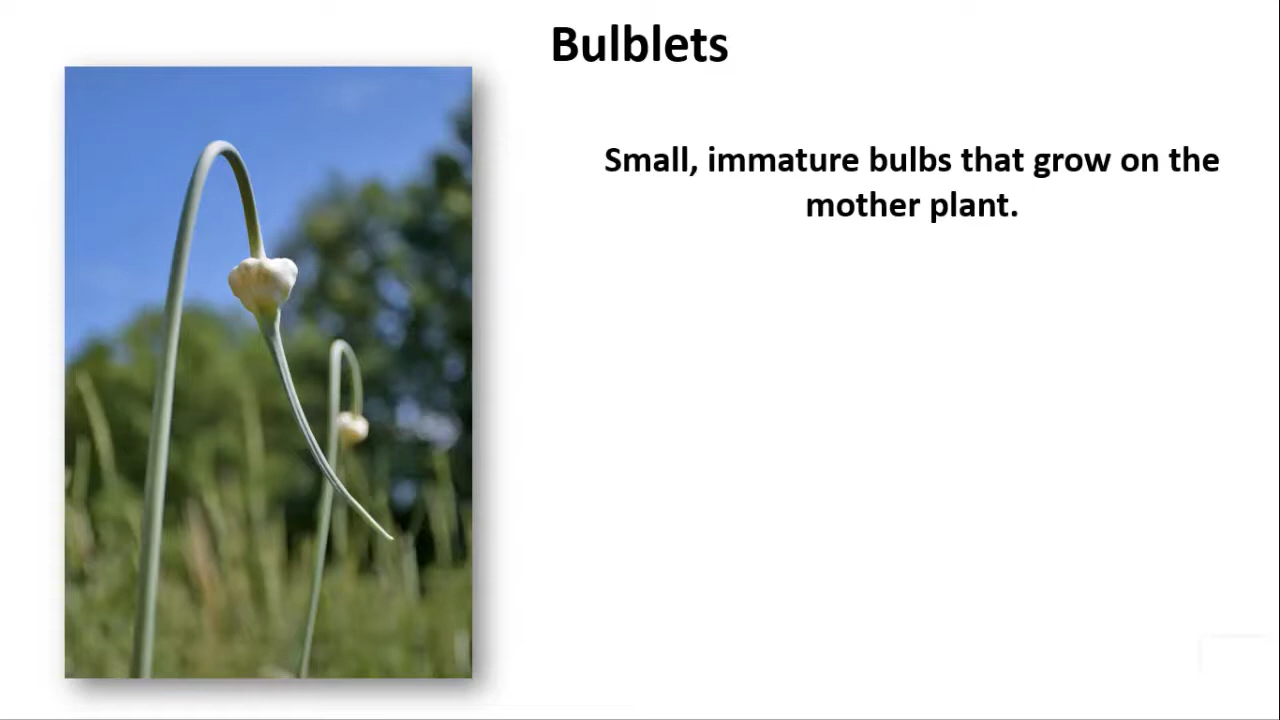 Bulblets
Small, immature bulbs that grow on the
mother plant.